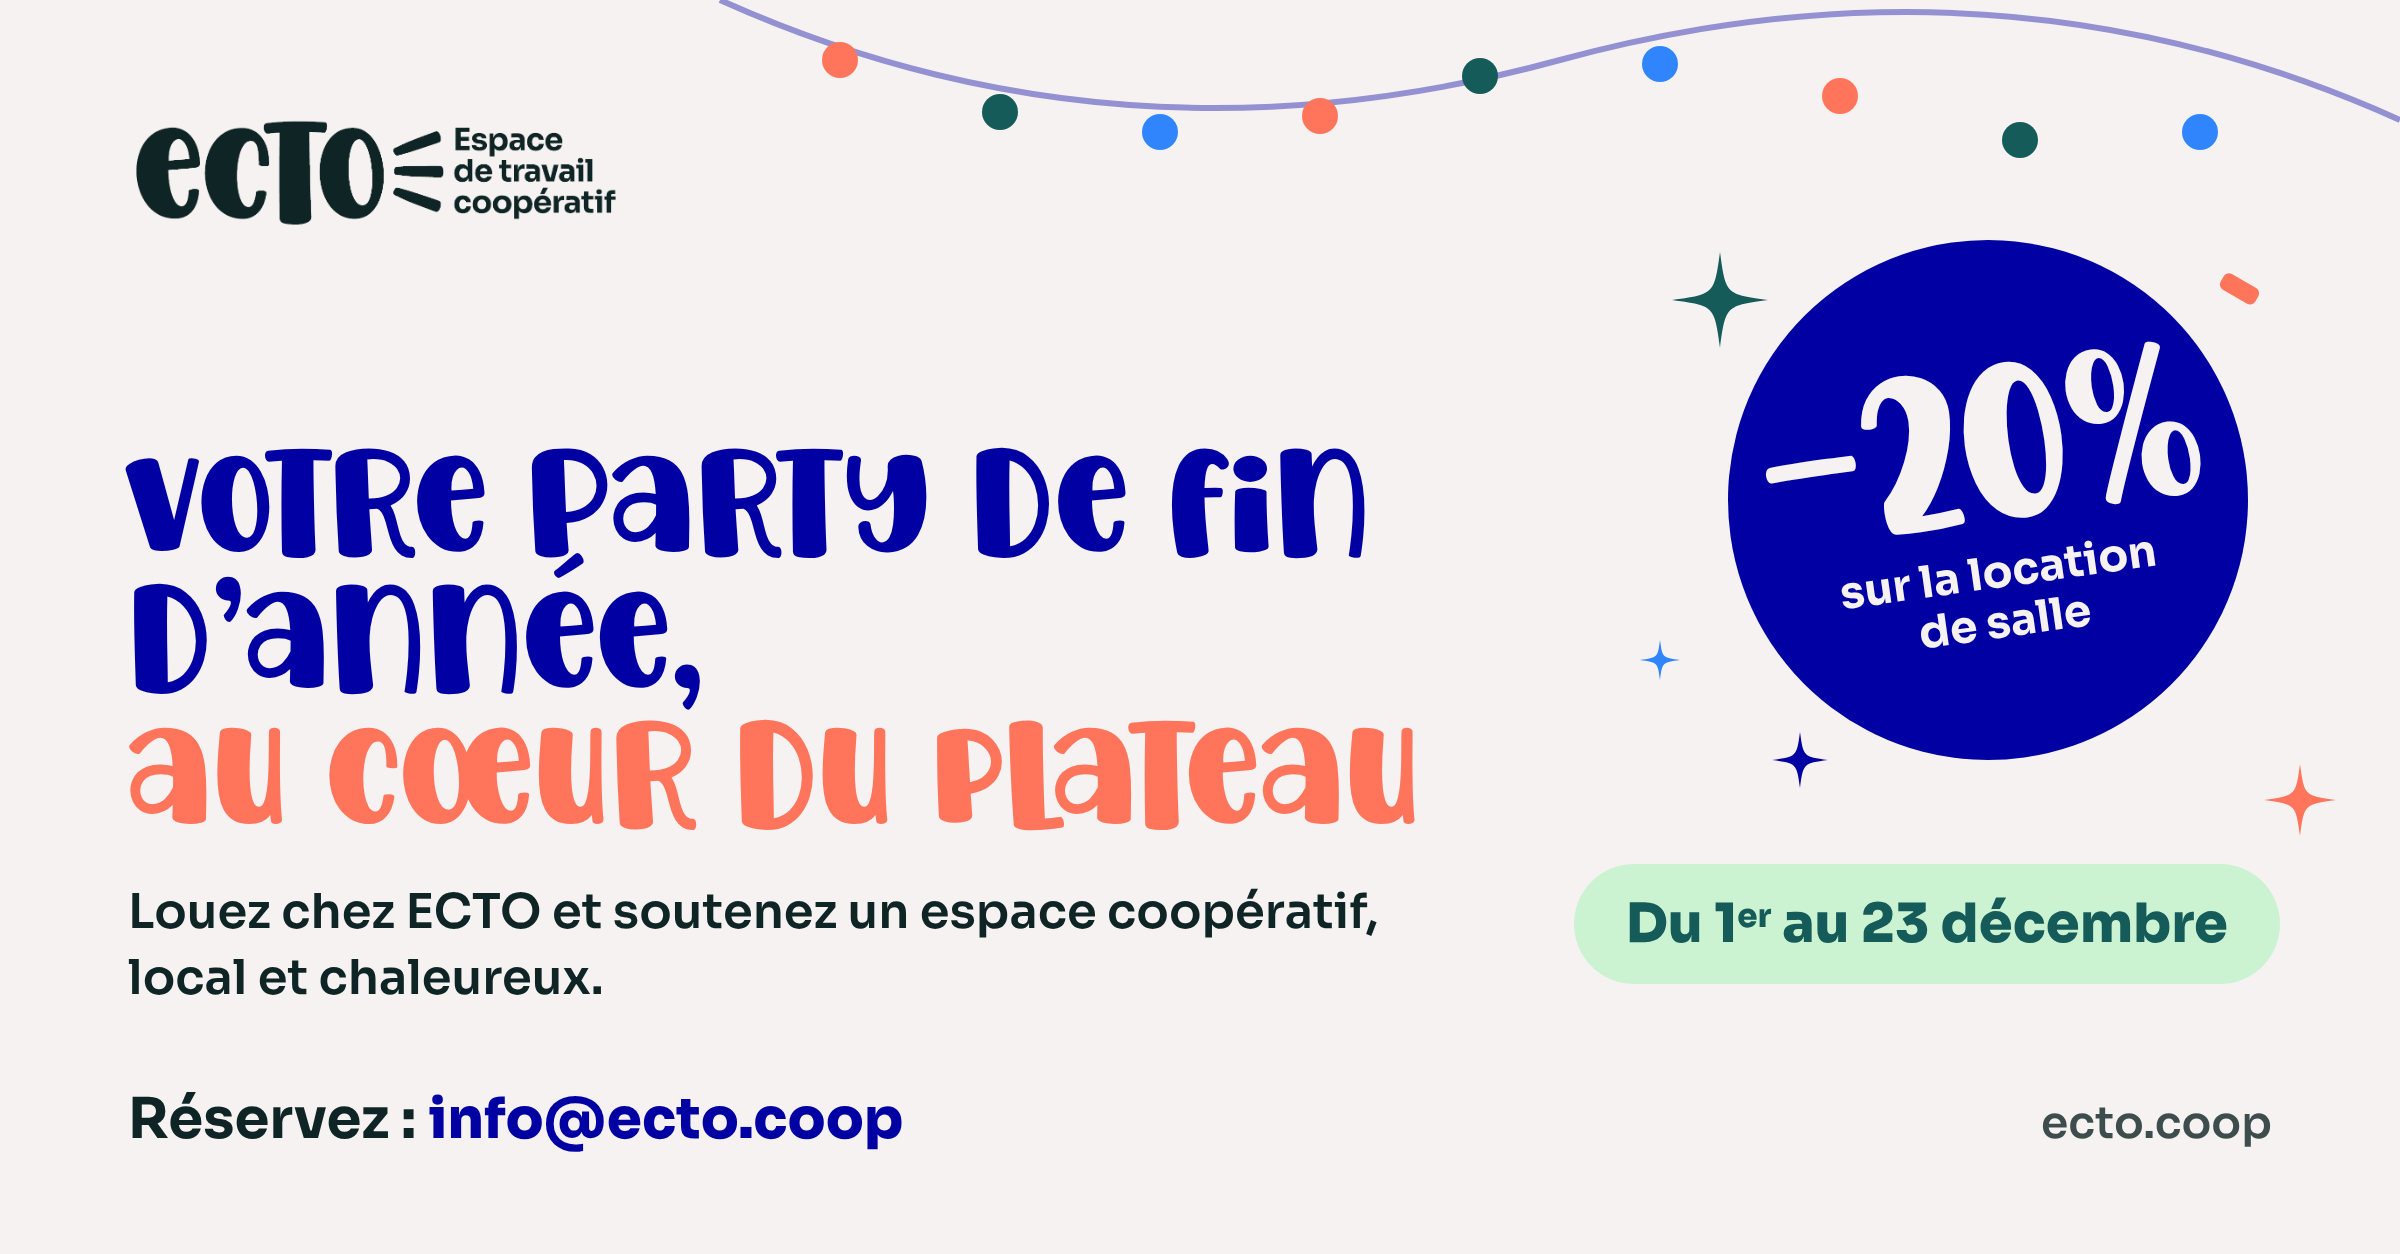 ecto
Espace
de travail
coopératif
votre party de fin
d’année,
au cœur du plateau
–20%
sur la location
de salle
Louez chez ECTO et soutenez un espace coopératif,
local et chaleureux.
Du 1er au 23 décembre
Réservez : info@ecto.coop
ecto.coop